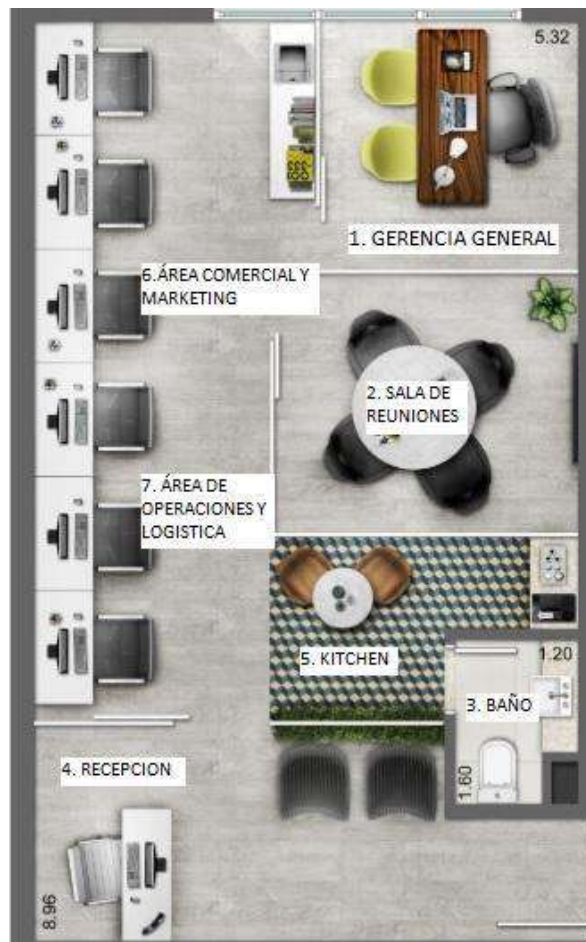 5.32
1. GERENCIA GENERAL
6.ÁREA COMERCIAL Y
MARKETING
2. SALA DE
REUNIONES
7. ÁREA DE
OPERACIONES Y
LOGISTICA
5. KITCHEN
1.20
3. BAÑO
4. RECEPCION
1.60
8.96